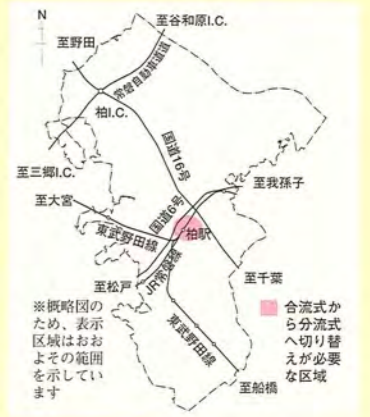 N
至谷和原I.C.
至野田
常磐自動車道
柏I.C.
国道16号
至三郷I.C.
至大宮
至我孫子
国道6号
東武野田線
柏駅
JR常磐線
至松戸
至千葉
※概略図の
ため、表示
区域はおお
よその範囲
を示してい
ます
合流式か
ら分流式
へ切り替
えが必要
な区域
東武野田線
至船橋